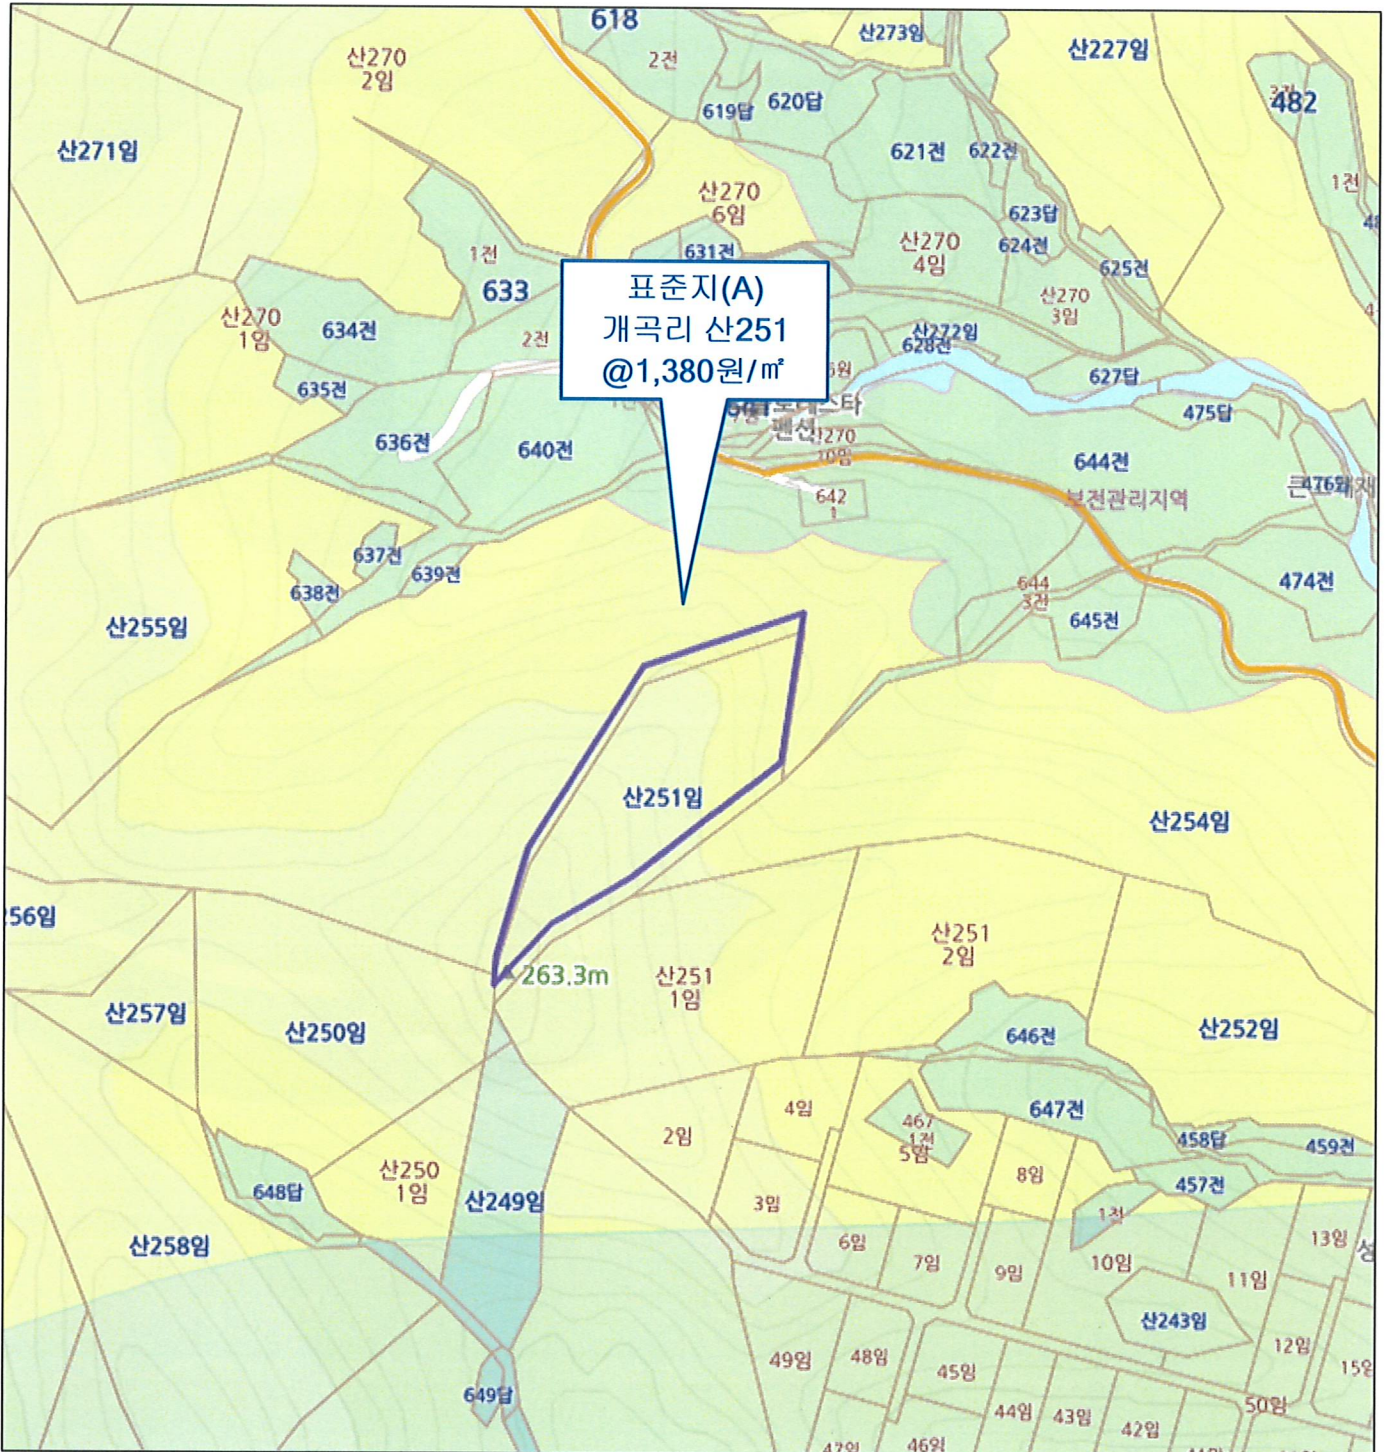 618
산273임
산227임
산270
2임
2전
482
619답
620답
산271임
621전
622전
1전
산270
6임
623답
산270
4임
624전
631전
1전
625전
633
표준지(A)
개곡리 산251
@1,380원/㎡
산270
3임
산270
1임
634전
2전
산272임
628전
627답
635전
475답
펜션
636전
640전
644전
보전관리지역
642
1
637전
639전
638전
474전
644
3전
645전
산255임
산251임
산254임
256임
산251
2임
263.3m
산251
1임
산257임
산250임
646전
산252임
647전
4임
467
1전
5임
2임
458답
459전
산250
1임
8임
648답
산249임
3임
457전
1전
산258임
6임
7임
9임
10임
13임
11임
산243임
49임
48임
45임
12임
15임
649답
44임
43임
42임
50임
47임
46임